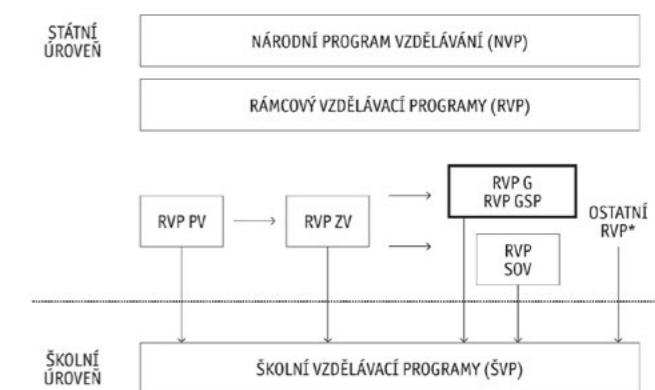 STÁTNÍ
ÚROVEŇ
NÁRODNÍ PROGRAM VZDĚLÁVÁNÍ (NVP)
RÁMCOVÝ VZDĚLÁVACÍ PROGRAMY (RVP)
RVP PV
RVP ZV
RVP G
RVP GSP
RVP
SOV
OSTATNÍ
RVP*
ŠKOLNÍ
ÚROVEŇ
ŠKOLNÍ VZDĚLÁVACÍ PROGRAMY (ŠVP)